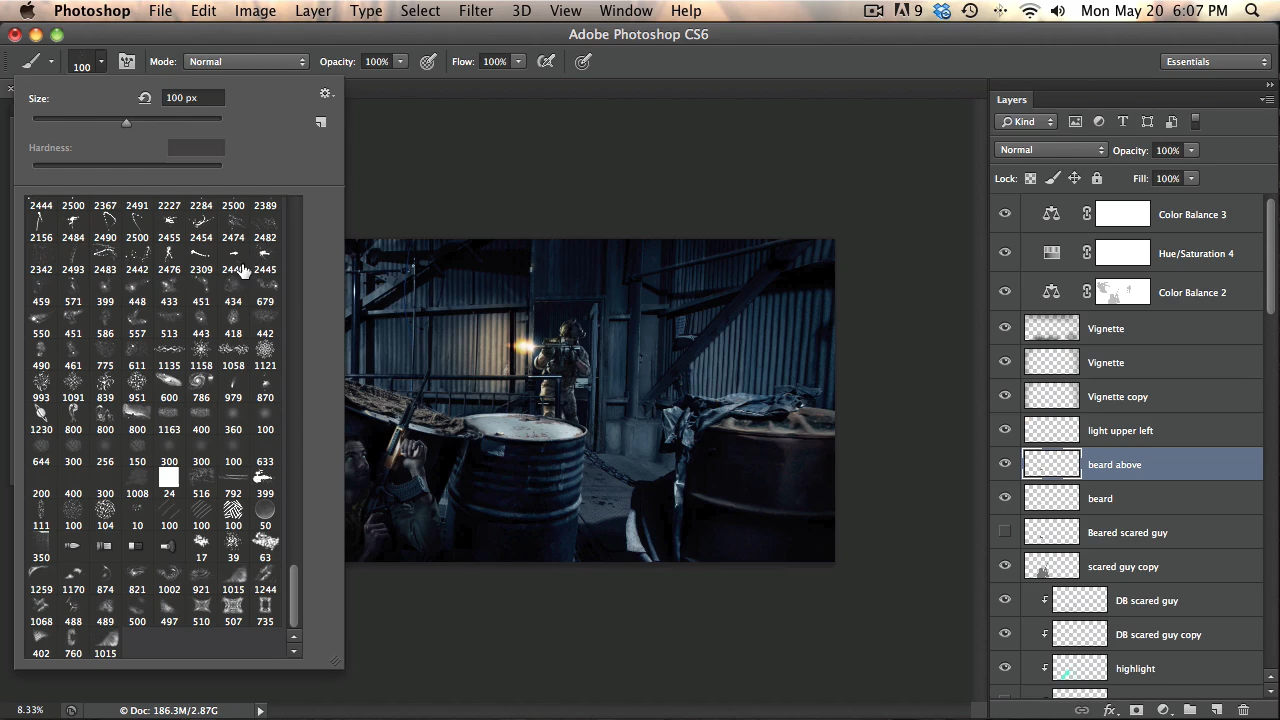 Photoshop File Edit Image Layer Type Select Filter 3D View Window Help 9 Mon May 20 6:07 PM
Adobe Photoshop CS6
100 Mode: Normal Opacity: 100% Flow: 100% Essentials
Size: 100 px
Hardness:
2444 2500 2367 2491 2227 2284 2500 2389
2156 2484 2490 2500 2455 2454 2474 2482
2342 2493 2483 2442 2476 2309 2445
459 571 399 448 433 451 434 679
550 451 586 557 513 443 418 442
490 461 775 611 1135 1158 1058 1121
993 1091 839 951 600 786 979 870
1230 800 800 800 1163 400 360 100
644 300 256 150 300 300 100 633
200 400 300 1008 24 516 792 399
111 100 104 10 100 100 100 50
350 17 39 63
1259 1170 874 821 1002 921 1015 1244
1068 488 489 500 497 510 507 735
402 760 1015
Layers
Kind
Normal Opacity: 100%
Lock: Fill: 100%
Color Balance 3
Hue/Saturation 4
Color Balance 2
Vignette
Vignette
Vignette copy
light upper left
beard above
beard
Beared scared guy
scared guy copy
DB scared guy
DB scared guy copy
highlight
8.33% Doc: 186.3M/2.87G